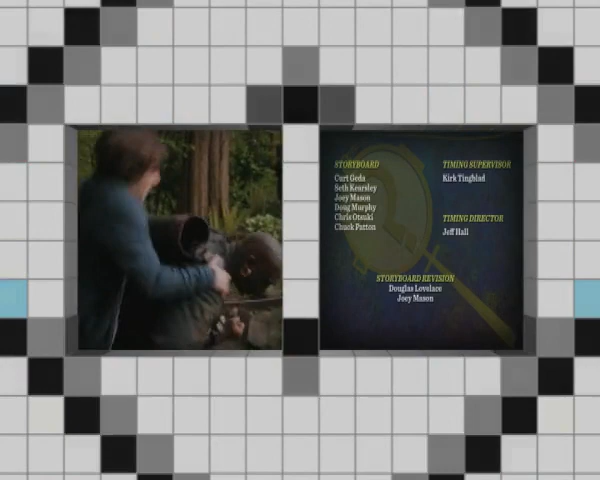 STORYBOARD
Curt Geda
Seth Kearsley
Joey Mason
Doug Murphy
Chris Otsuki
Chuck Patton
TIMING SUPERVISOR
Kirk Tingblad
TIMING DIRECTOR
Jeff Hall
STORYBOARD REVISION
Douglas Lovelace
Joey Mason